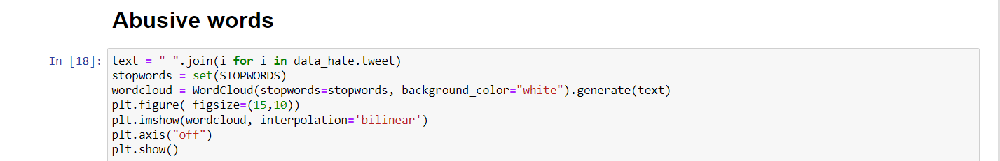 Abusive words
In [18]: text = " ".join(i for i in data_hate.tweet)
stopwords = set(STOPWORDS)
wordcloud = WordCloud(stopwords=stopwords, background_color="white").generate(text)
plt.figure( figsize=(15,10))
plt.imshow(wordcloud, interpolation='bilinear')
plt.axis("off")
plt.show()